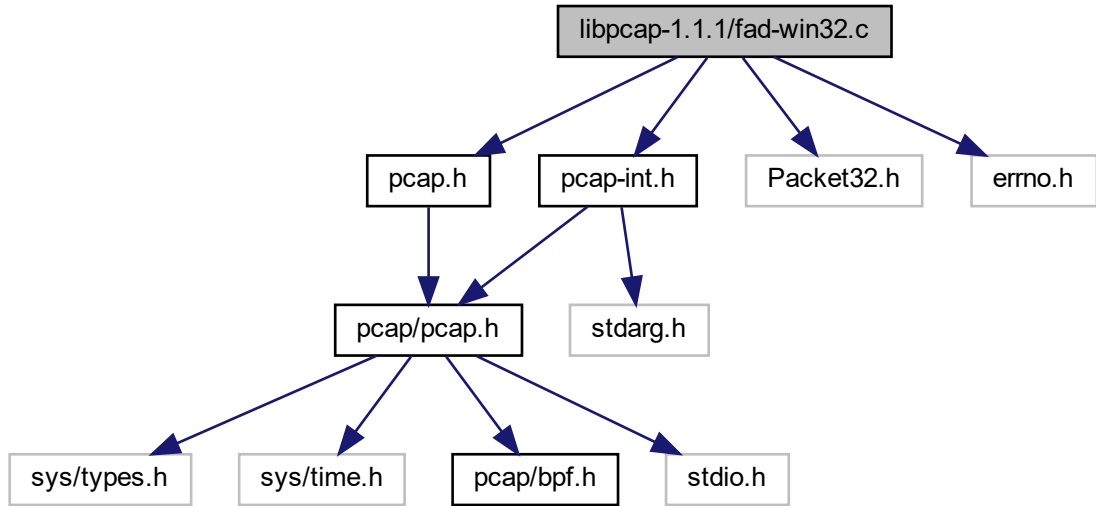 libpcap-1.1.1/fad-win32.c
pcap.h
pcap-int.h
Packet32.h
errno.h
pcap/pcap.h
stdarg.h
sys/types.h
sys/time.h
pcap/bpf.h
stdio.h